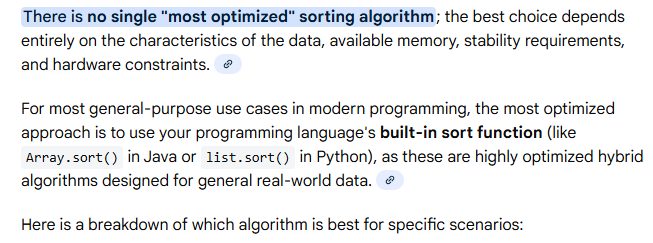 There is no single "most optimized" sorting algorithm; the best choice depends
entirely on the characteristics of the data, available memory, stability requirements,
and hardware constraints.
For most general-purpose use cases in modern programming, the most optimized
approach is to use your programming language's built-in sort function (like
Array.sort() in Java or list.sort() in Python), as these are highly optimized hybrid
algorithms designed for general real-world data.
Here is a breakdown of which algorithm is best for specific scenarios: